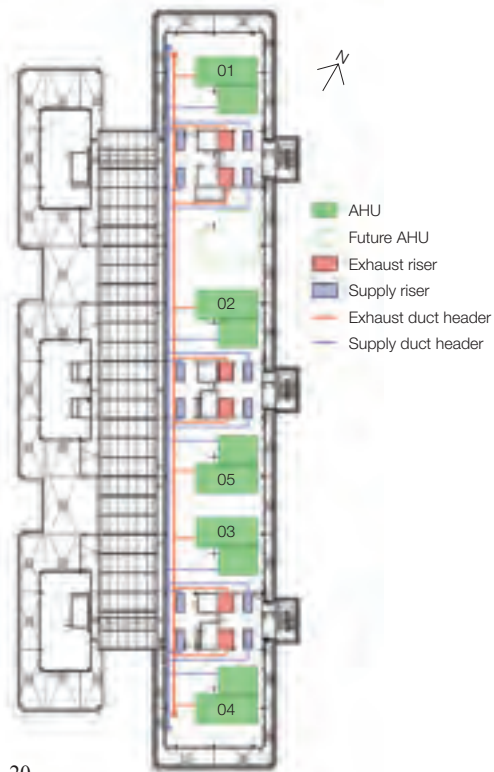 01
N
AHU
Future AHU
Exhaust riser
Supply riser
Exhaust duct header
Supply duct header
02
05
03
04
20